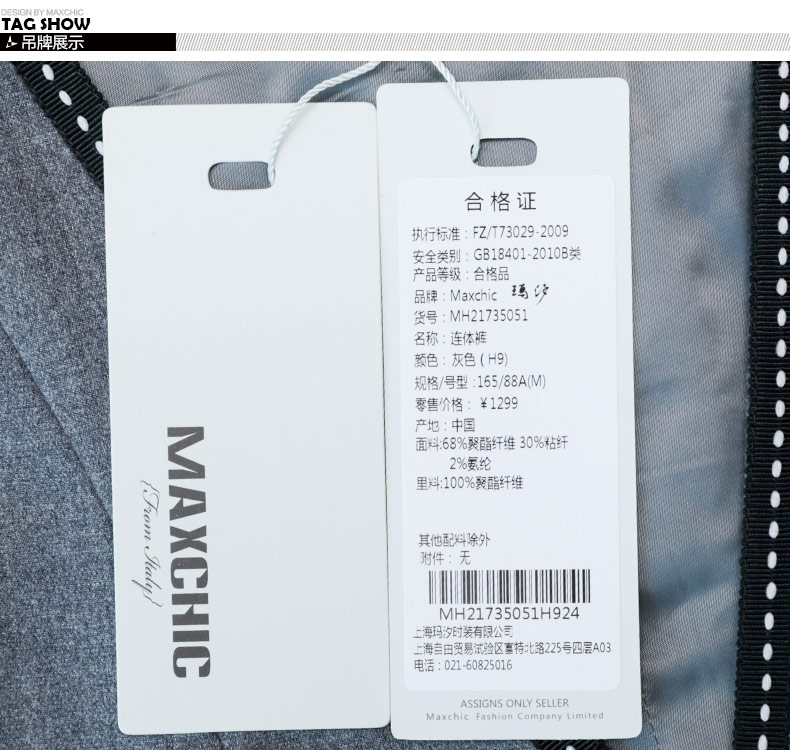 DESIGN BY MAXCHIC
TAG SHOW
吊牌展示
MAXCHIC
{From Italy}
合格证
执行标准：FZ/T73029-2009
安全类别：GB18401-2010B类
产品等级：合格品
品牌：Maxchic 玛汐
货号：MH21735051
名称：连体裤
颜色：灰色 ( H9)
规格/号型 :165/88A(M)
零售价格：￥1299
产地：中国
面料:68%聚酯纤维 30%粘纤
2%氨纶
里料:100%聚酯纤维
其他配料除外
附件：无
MH21735051H924
上海玛汐时装有限公司
上海自由贸易试验区富特北路225号四层A03
电话：021-60825016
ASSIGNS ONLY SELLER
Maxchic Fashion Company Limited